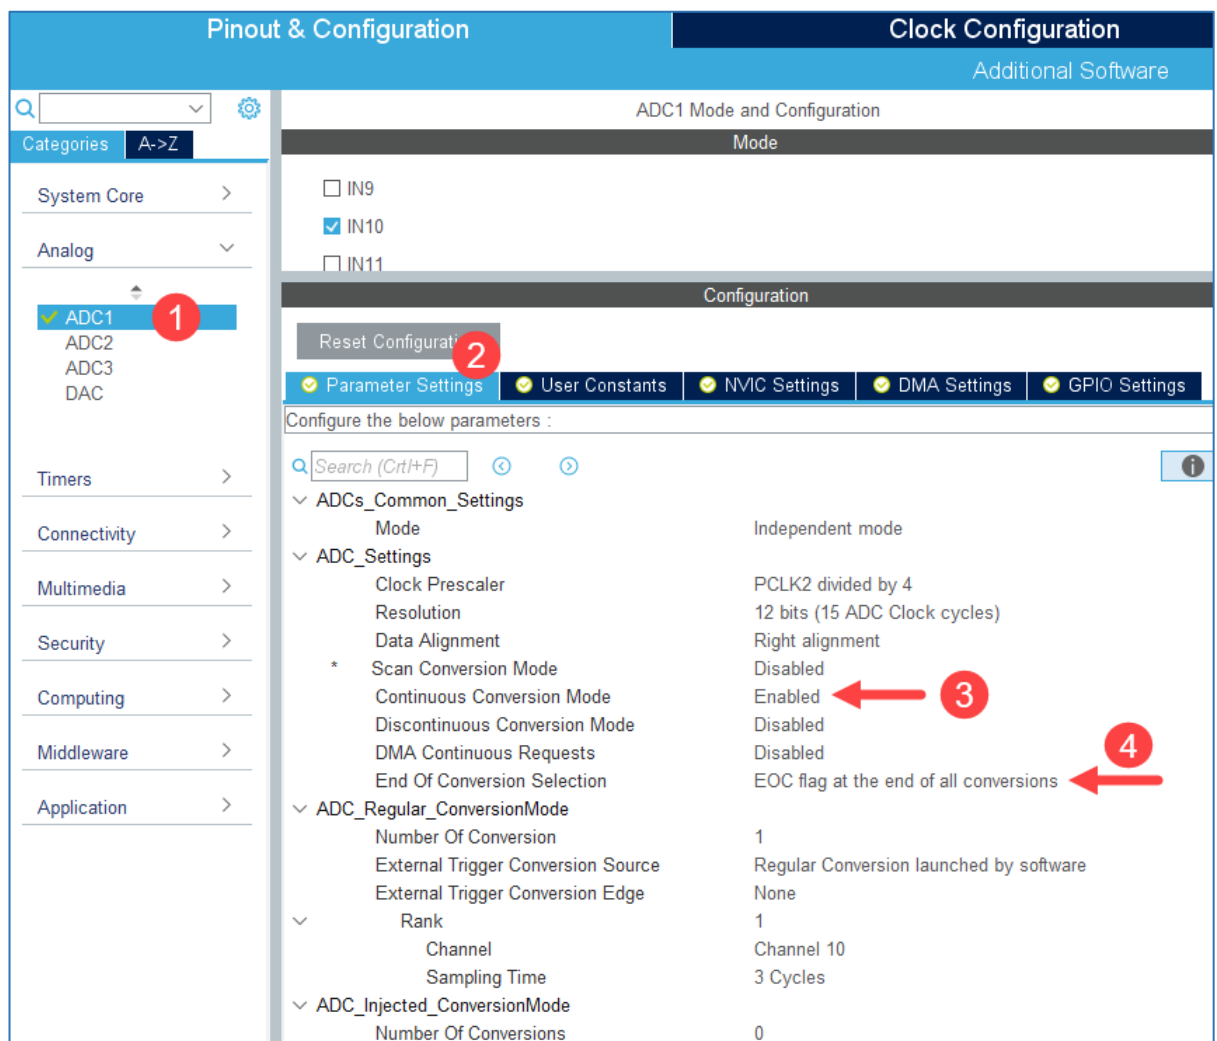 Pinout & Configuration
Clock Configuration
Additional Software
Categories
A->Z
System Core
Analog
ADC1
1
ADC2
ADC3
DAC
Timers
Connectivity
Multimedia
Security
Computing
Middleware
Application
ADC1 Mode and Configuration
Mode
IN9
IN10
IN11
Configuration
Reset Configurati
2
Parameter Settings
User Constants
NVIC Settings
DMA Settings
GPIO Settings
Configure the below parameters :
Search (Crtl+F)
ADCs_Common_Settings
Mode Independent mode
ADC_Settings
Clock Prescaler PCLK2 divided by 4
Resolution 12 bits (15 ADC Clock cycles)
Data Alignment Right alignment
* Scan Conversion Mode Disabled
Continuous Conversion Mode Enabled 3
Discontinuous Conversion Mode Disabled
DMA Continuous Requests Disabled
4
End Of Conversion Selection EOC flag at the end of all conversions
ADC_Regular_ConversionMode
Number Of Conversion 1
External Trigger Conversion Source Regular Conversion launched by software
External Trigger Conversion Edge None
Rank 1
Channel Channel 10
Sampling Time 3 Cycles
ADC_Injected_ConversionMode
Number Of Conversions 0